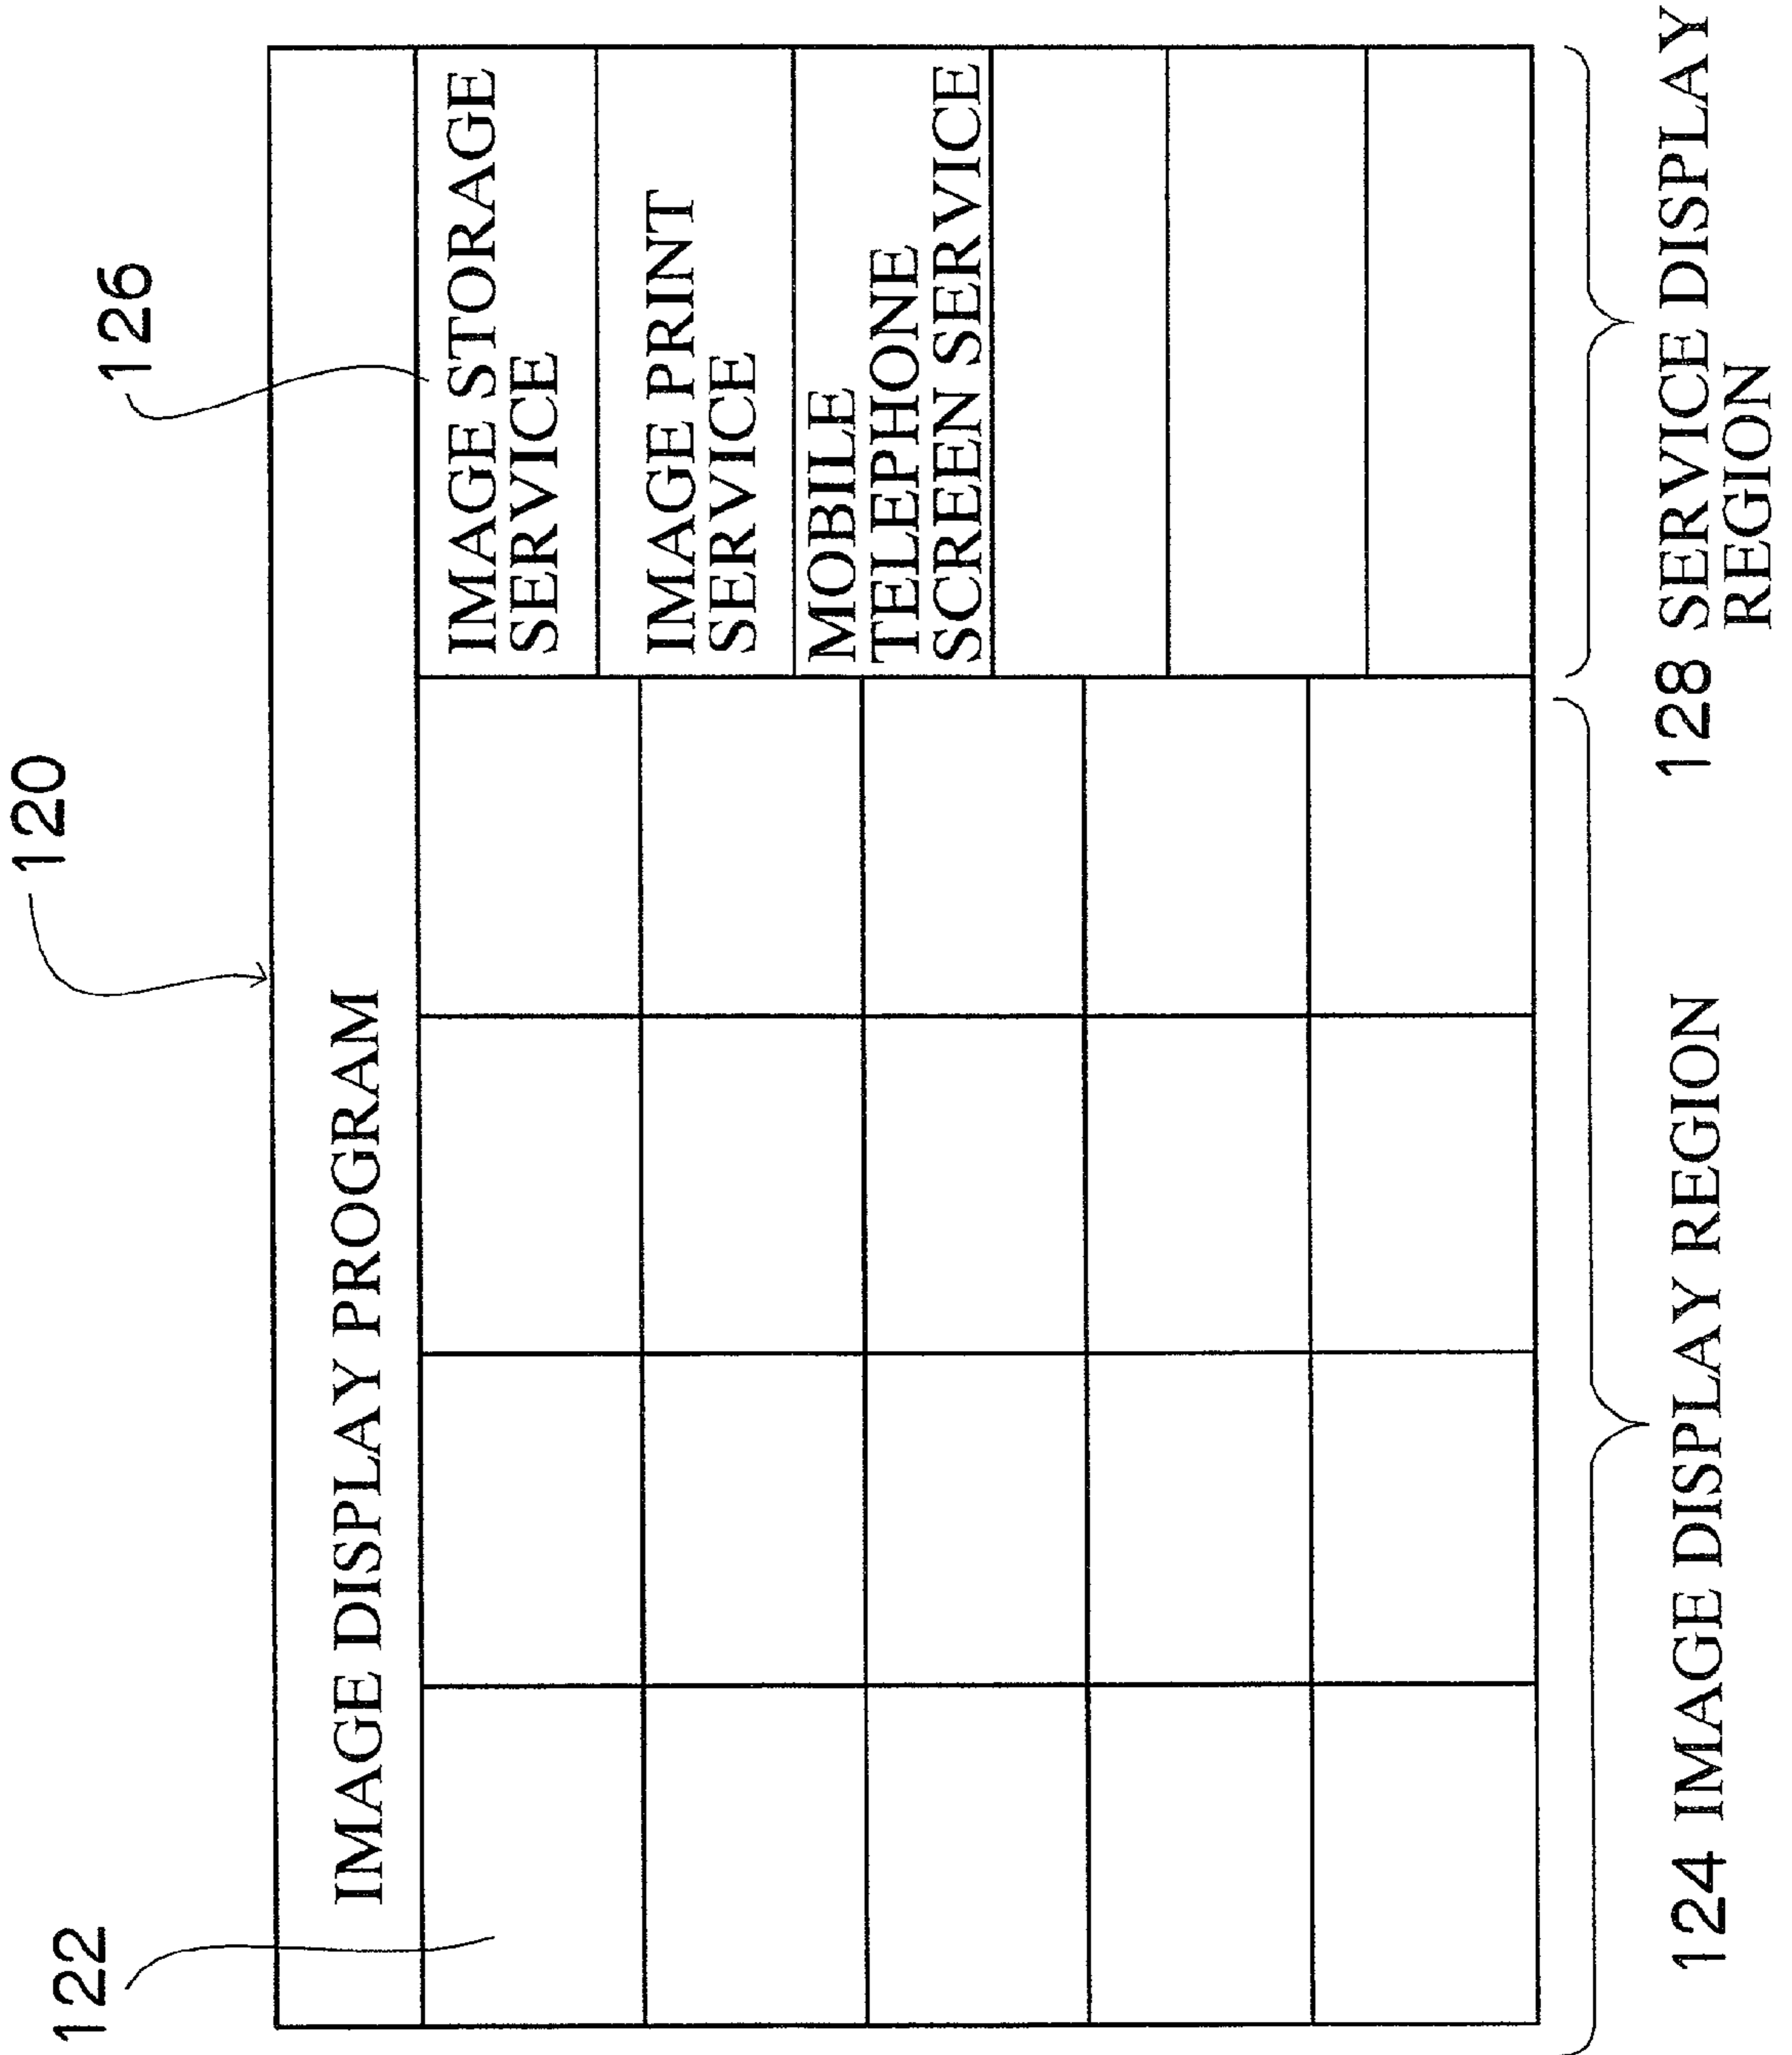 120
122
126
IMAGE DISPLAY PROGRAM
IMAGE STORAGE
SERVICE
IMAGE PRINT
SERVICE
MOBILE
TELEPHONE
SCREEN SERVICE
124 IMAGE DISPLAY REGION
128 SERVICE DISPLAY
REGION